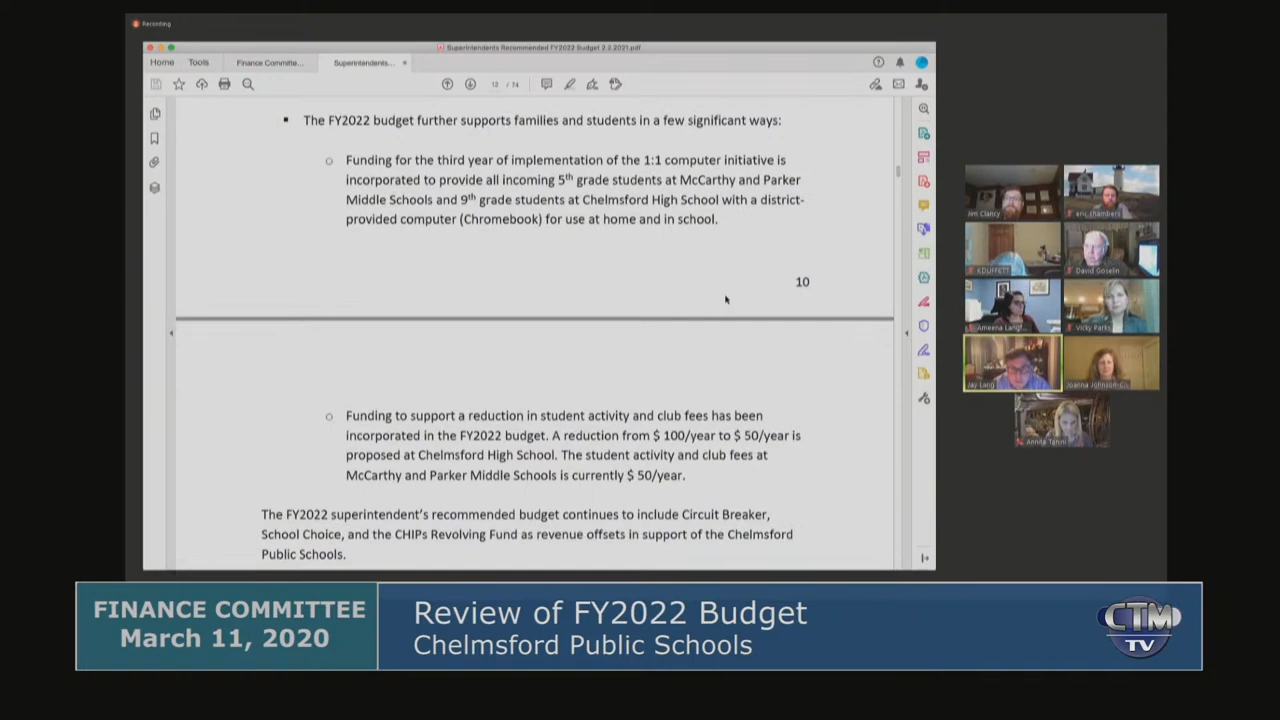 Recording
Superintendents Recommended FY2022 Budget 2.2.2021.pdf
Home Tools Finance Committe... Superintendents...
12 / 74
▪ The FY2022 budget further supports families and students in a few significant ways:
○ Funding for the third year of implementation of the 1:1 computer initiative is
incorporated to provide all incoming 5th grade students at McCarthy and Parker
Middle Schools and 9th grade students at Chelmsford High School with a district-
provided computer (Chromebook) for use at home and in school.
10
○ Funding to support a reduction in student activity and club fees has been
incorporated in the FY2022 budget. A reduction from $ 100/year to $ 50/year is
proposed at Chelmsford High School. The student activity and club fees at
McCarthy and Parker Middle Schools is currently $ 50/year.
The FY2022 superintendent's recommended budget continues to include Circuit Breaker,
School Choice, and the CHIPs Revolving Fund as revenue offsets in support of the Chelmsford
Public Schools.
Jim Clancy
eric chambers
KDUFFETT
David Goselin
Ameena Lang...
Vicky Parks
Jay Lang
Joanna Johnson-C...
Annita Tanini
FINANCE COMMITTEE
March 11, 2020
Review of FY2022 Budget
Chelmsford Public Schools
CTM
TV